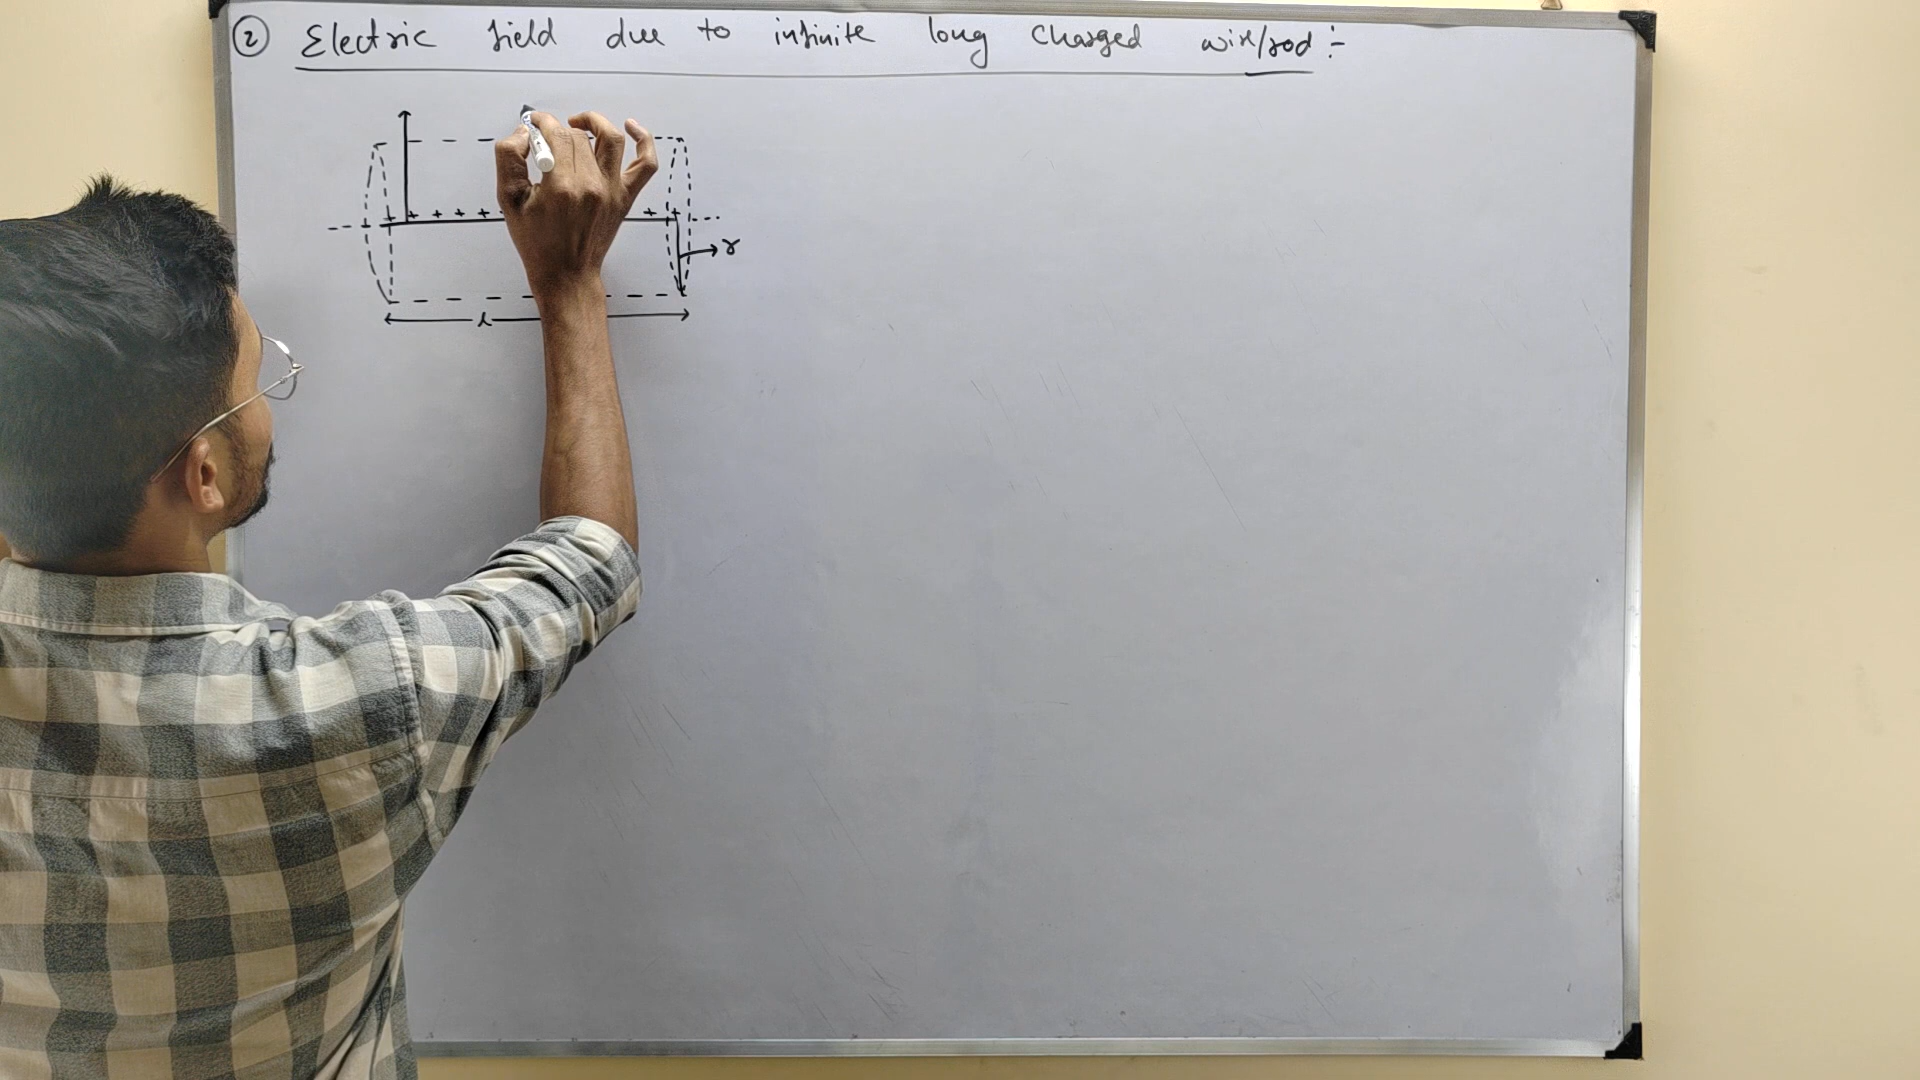 ② Electric field due to infinite long charged wire/rod :-
+ + + + + + +
r
l